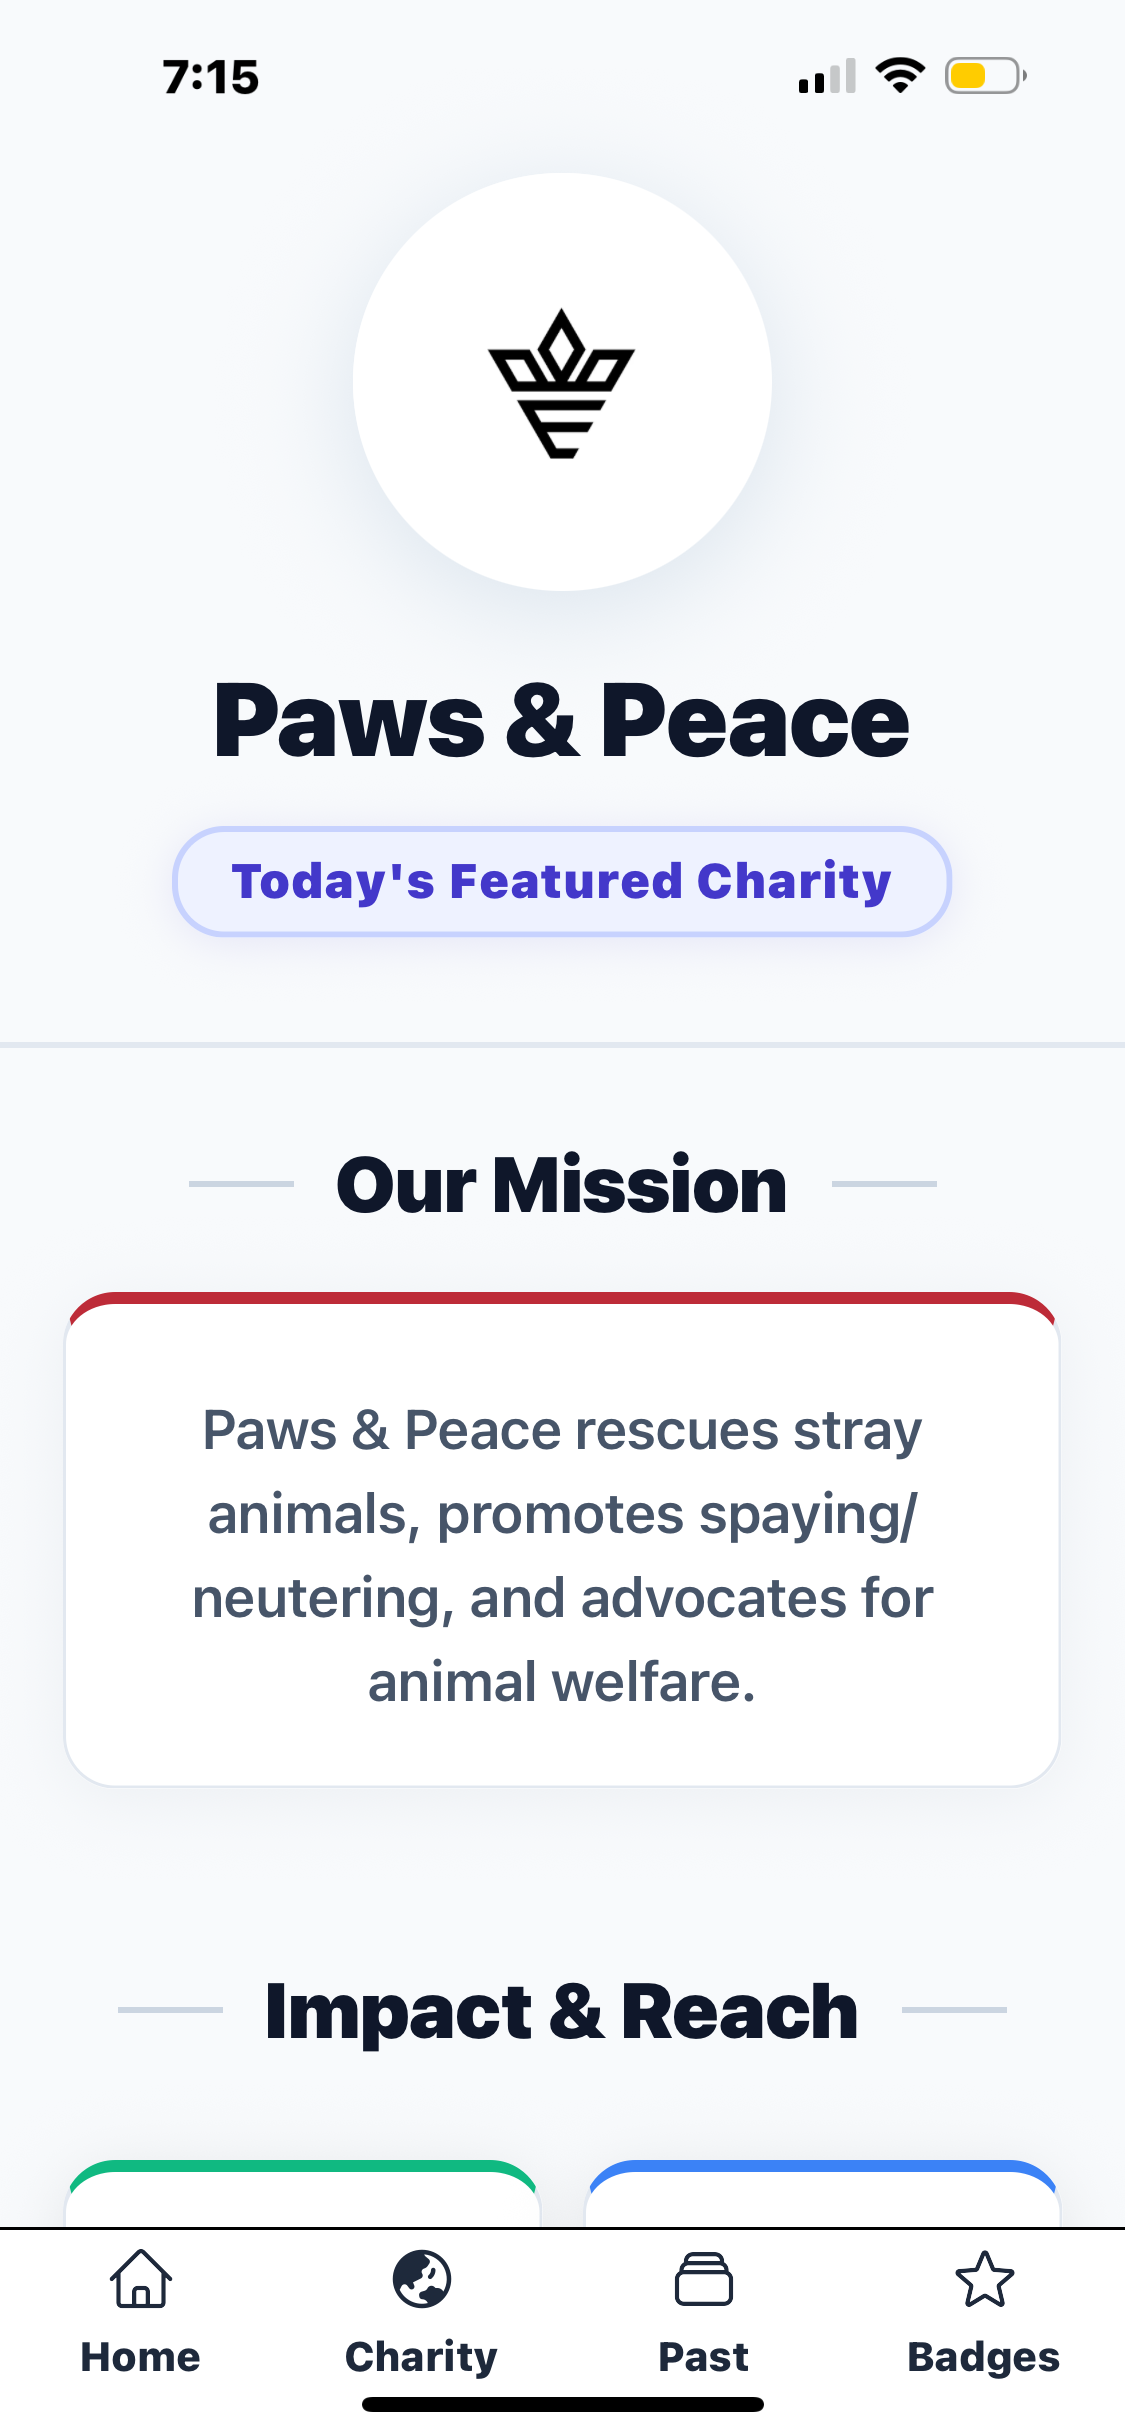 7:15
Paws & Peace
Today's Featured Charity
Our Mission
Paws & Peace rescues stray
animals, promotes spaying/
neutering, and advocates for
animal welfare.
Impact & Reach
Home
Charity
Past
Badges